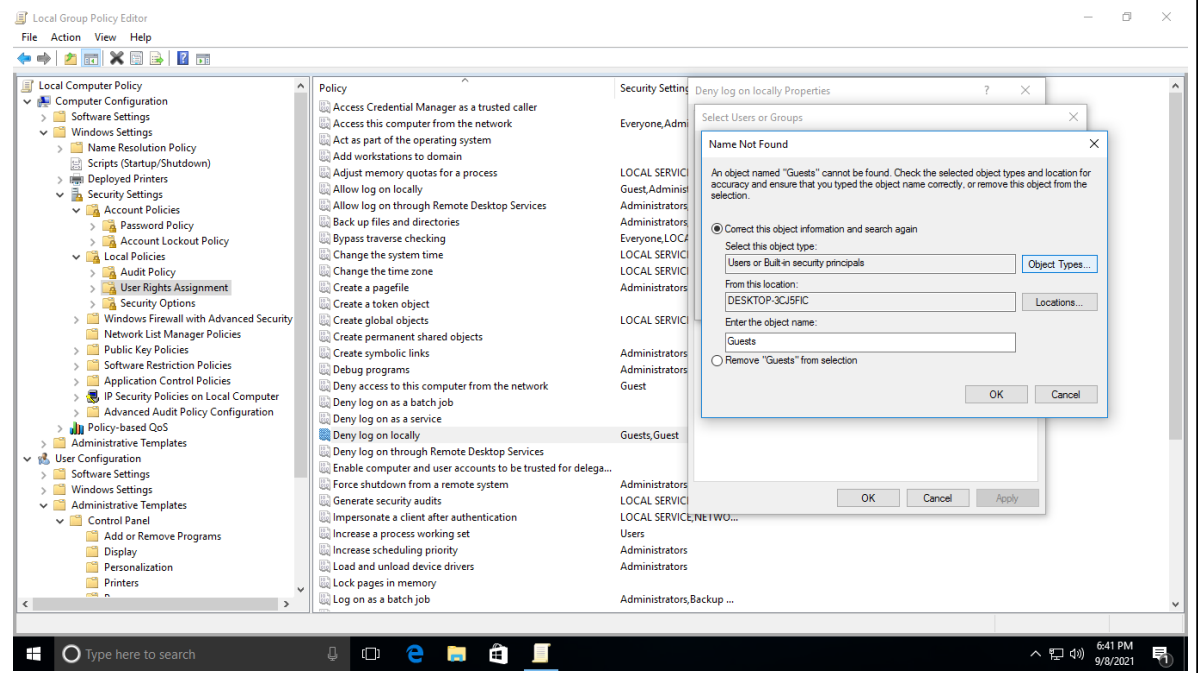 Local Group Policy Editor
File Action View Help
Local Computer Policy
Computer Configuration
Software Settings
Windows Settings
Name Resolution Policy
Scripts (Startup/Shutdown)
Deployed Printers
Security Settings
Account Policies
Password Policy
Account Lockout Policy
Local Policies
Audit Policy
User Rights Assignment
Security Options
Windows Firewall with Advanced Security
Network List Manager Policies
Public Key Policies
Software Restriction Policies
Application Control Policies
IP Security Policies on Local Computer
Advanced Audit Policy Configuration
Policy-based QoS
Administrative Templates
User Configuration
Software Settings
Windows Settings
Administrative Templates
Control Panel
Add or Remove Programs
Display
Personalization
Printers
Policy Security Setting
Access Credential Manager as a trusted caller
Access this computer from the network Everyone,Admi
Act as part of the operating system
Add workstations to domain
Adjust memory quotas for a process LOCAL SERVIC
Allow log on locally Guest,Adminis
Allow log on through Remote Desktop Services Administrators
Back up files and directories Administrators
Bypass traverse checking Everyone,LOCA
Change the system time LOCAL SERVIC
Change the time zone LOCAL SERVIC
Create a pagefile Administrators
Create a token object
Create global objects LOCAL SERVIC
Create permanent shared objects
Create symbolic links Administrators
Debug programs Administrators
Deny access to this computer from the network Guest
Deny log on as a batch job
Deny log on as a service
Deny log on locally Guests,Guest
Deny log on through Remote Desktop Services
Enable computer and user accounts to be trusted for delega...
Force shutdown from a remote system Administrators
Generate security audits LOCAL SERVIC
Impersonate a client after authentication LOCAL SERVICE,NETWO...
Increase a process working set Users
Increase scheduling priority Administrators
Load and unload device drivers Administrators
Lock pages in memory
Log on as a batch job Administrators,Backup ...
Deny log on locally Properties ?
Select Users or Groups
Name Not Found
An object named "Guests" cannot be found. Check the selected object types and location for
accuracy and ensure that you typed the object name correctly, or remove this object from the
selection.
Correct this object information and search again
Select this object type:
Users or Built-in security principals Object Types...
From this location:
DESKTOP-3CJ5FIC Locations...
Enter the object name:
Guests
Remove "Guests" from selection
OK Cancel
OK Cancel Apply
Type here to search
6:41 PM
9/8/2021
1